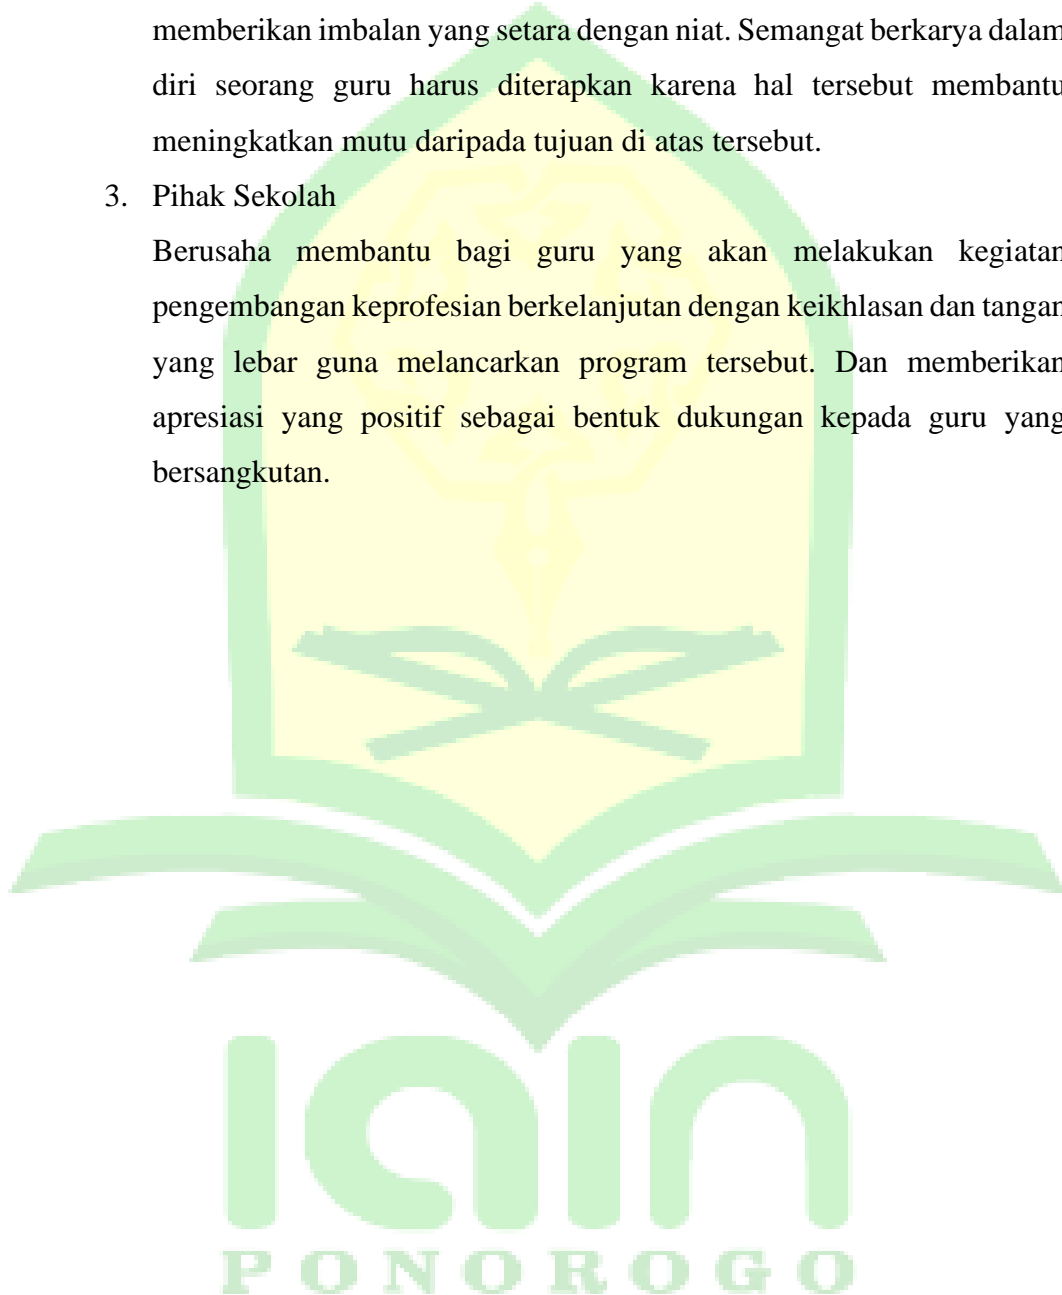 memberikan imbalan yang setara dengan niat. Semangat berkarya dalam
diri seorang guru harus diterapkan karena hal tersebut membantu
meningkatkan mutu daripada tujuan di atas tersebut.
3. Pihak Sekolah
Berusaha membantu bagi guru yang akan melakukan kegiatan
pengembangan keprofesian berkelanjutan dengan keikhlasan dan tangan
yang lebar guna melancarkan program tersebut. Dan memberikan
apresiasi yang positif sebagai bentuk dukungan kepada guru yang
bersangkutan.
iain
PONOROGO